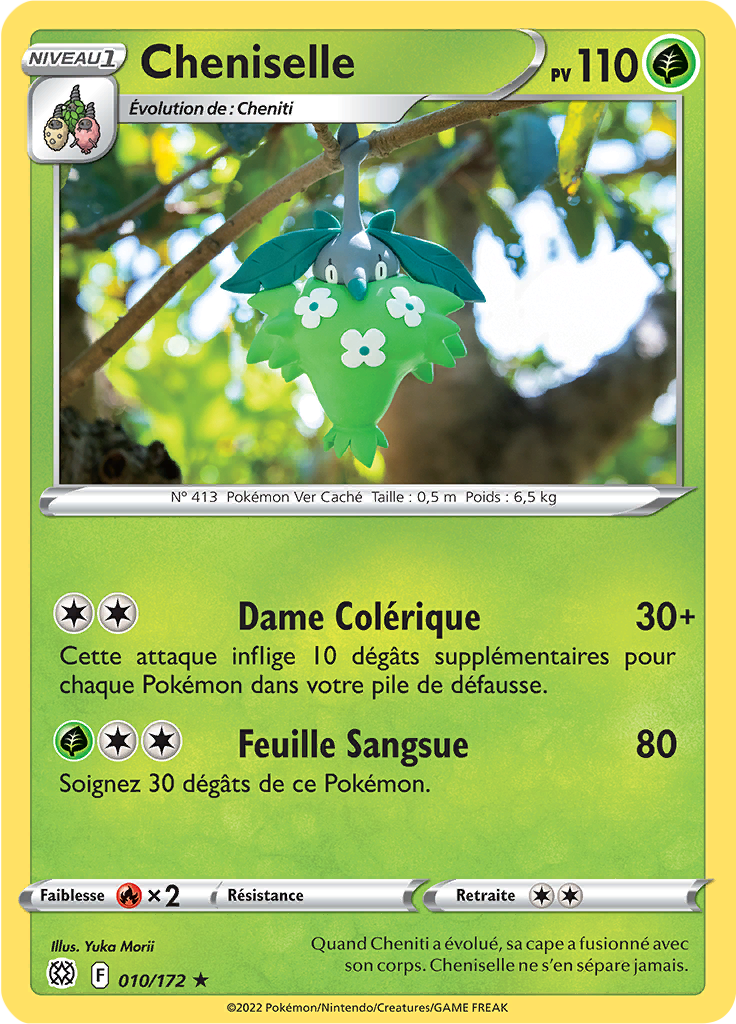 NIVEAU 1
Cheniselle
PV 110
Évolution de : Cheniti
N° 413 Pokémon Ver Caché Taille : 0,5 m Poids : 6,5 kg
Dame Colérique 30+
Cette attaque inflige 10 dégâts supplémentaires pour
chaque Pokémon dans votre pile de défausse.
Feuille Sangsue 80
Soignez 30 dégâts de ce Pokémon.
Faiblesse ×2 Résistance Retraite
Illus. Yuka Morii
Quand Cheniti a évolué, sa cape a fusionné avec
son corps. Cheniselle ne s'en sépare jamais.
F 010/172 ★
©2022 Pokémon/Nintendo/Creatures/GAME FREAK